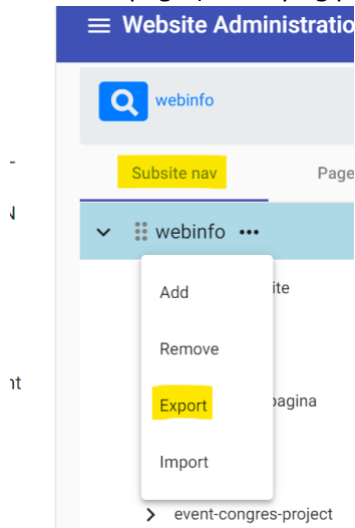 Website Administratio
webinfo
Subsite nav Page
webinfo
Add ite
Remove
Export pagina
Import
event-congres-project